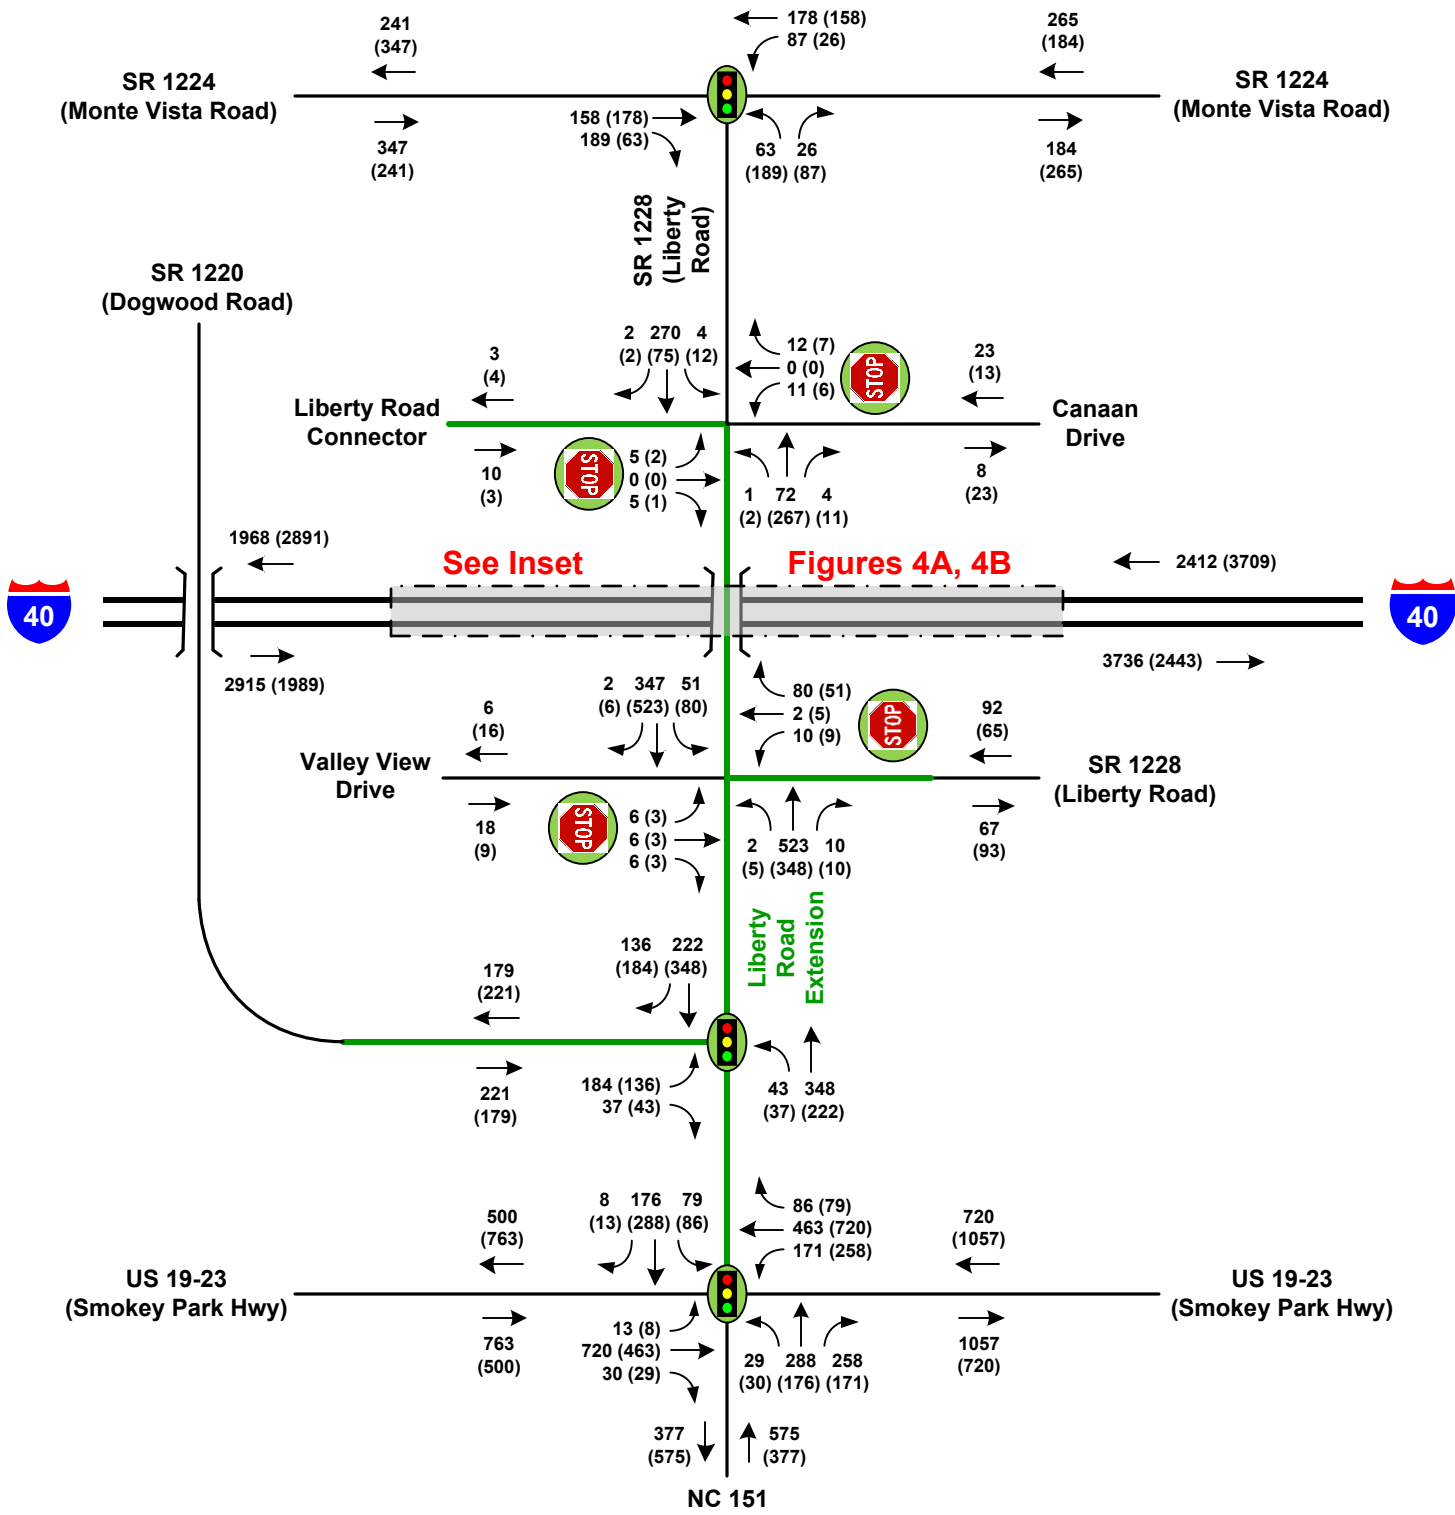 241
(347)
178 (158)
87 (26)
265
(184)
SR 1224
(Monte Vista Road)
SR 1224
(Monte Vista Road)
158 (178)
189 (63)
347
(241)
63 26
(189) (87)
184
(265)
SR 1228
(Liberty
Road)
SR 1220
(Dogwood Road)
2 270 4
(2) (75) (12)
12 (7)
0 (0)
11 (6)
STOP
3
(4)
23
(13)
Liberty Road
Connector
Canaan
Drive
STOP
5 (2)
0 (0)
5 (1)
10
(3)
1 72 4
(2) (267) (11)
8
(23)
1968 (2891)
See Inset
Figures 4A, 4B
2412 (3709)
40
40
2915 (1989)
3736 (2443)
2 347 51
(6) (523) (80)
80 (51)
2 (5)
10 (9)
STOP
6
(16)
92
(65)
Valley View
Drive
SR 1228
(Liberty Road)
STOP
6 (3)
6 (3)
6 (3)
18
(9)
2 523 10
(5) (348) (10)
67
(93)
Liberty
Road
Extension
136 222
(184) (348)
179
(221)
221
(179)
184 (136)
37 (43)
43 348
(37) (222)
8 176 79
(13) (288) (86)
86 (79)
463 (720)
171 (258)
500
(763)
720
(1057)
US 19-23
(Smokey Park Hwy)
US 19-23
(Smokey Park Hwy)
763
(500)
13 (8)
720 (463)
30 (29)
29 288 258
(30) (176) (171)
1057
(720)
377
(575)
575
(377)
NC 151